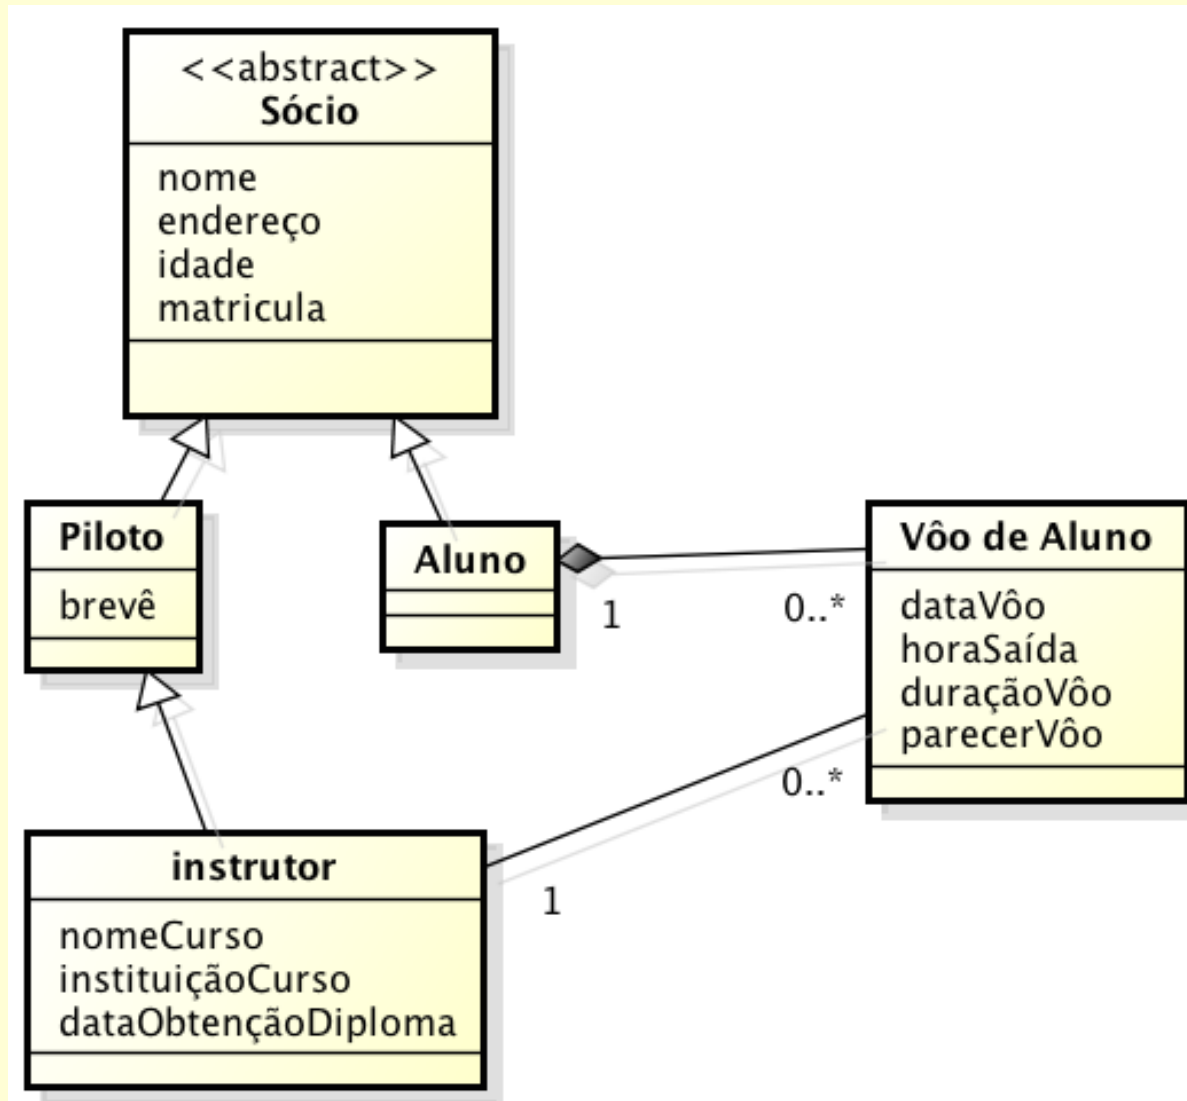 <<abstract>>
Sócio
nome
endereço
idade
matricula
Piloto
brevê
Aluno
1
0..*
Vôo de Aluno
dataVôo
horaSaída
duraçãoVôo
parecerVôo
0..*
1
instrutor
nomeCurso
instituiçãoCurso
dataObtençãoDiploma